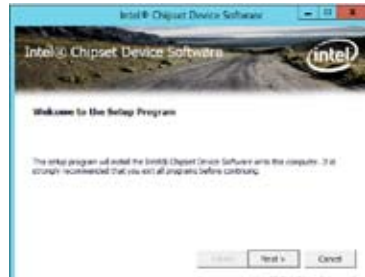 Intel® Chipset Device Software
Intel® Chipset Device Software
intel
Welcome to the Setup Program
The setup program will install the Intel® Chipset Device Software onto this computer. It is
strongly recommended that you exit all programs before continuing.
Next >
Cancel